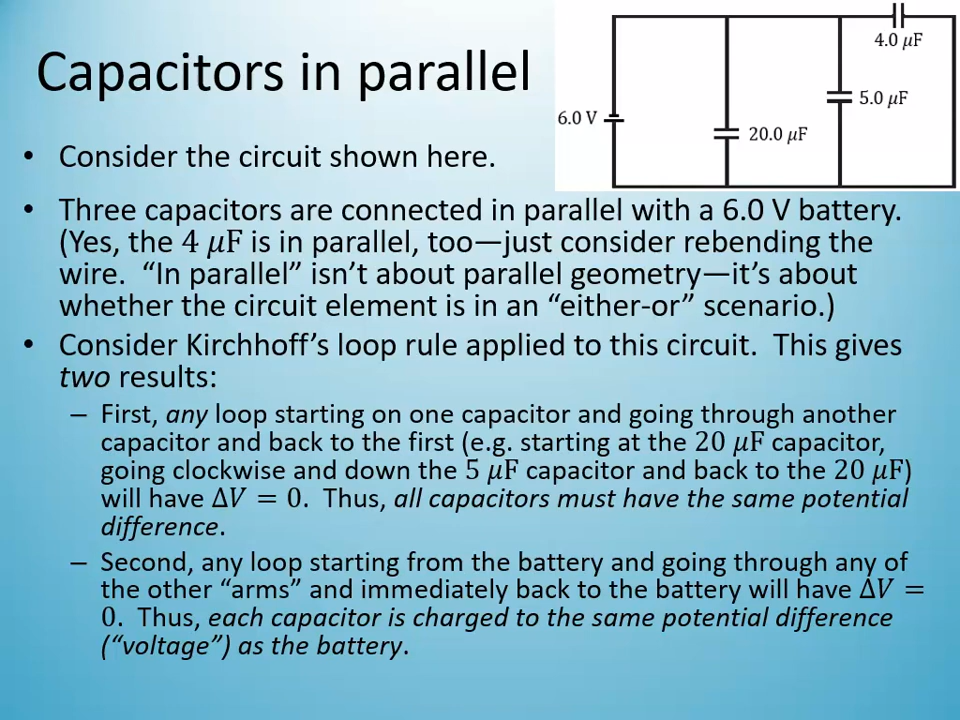 Capacitors in parallel
4.0 μF
5.0 μF
6.0 V
20.0 μF
• Consider the circuit shown here.
• Three capacitors are connected in parallel with a 6.0 V battery.
(Yes, the 4 μF is in parallel, too—just consider rebending the
wire. “In parallel” isn’t about parallel geometry—it’s about
whether the circuit element is in an “either-or” scenario.)
• Consider Kirchhoff’s loop rule applied to this circuit. This gives
two results:
– First, any loop starting on one capacitor and going through another
capacitor and back to the first (e.g. starting at the 20 μF capacitor,
going clockwise and down the 5 μF capacitor and back to the 20 μF)
will have ΔV = 0. Thus, all capacitors must have the same potential
difference.
– Second, any loop starting from the battery and going through any of
the other “arms” and immediately back to the battery will have ΔV =
0. Thus, each capacitor is charged to the same potential difference
(“voltage”) as the battery.